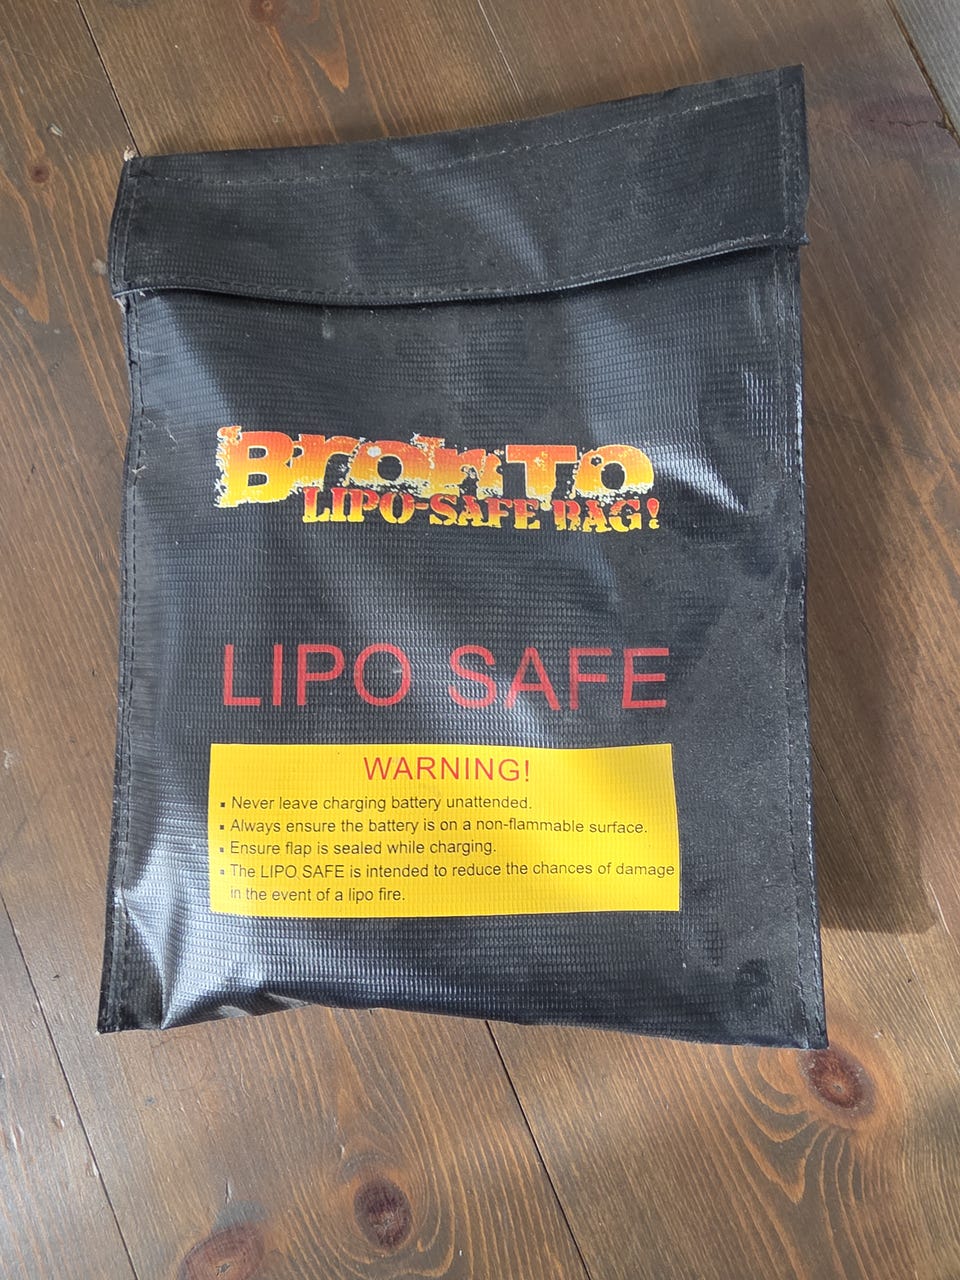 BronTo
LIPO-SAFE BAG!
LIPO SAFE
WARNING!
▪ Never leave charging battery unattended.
▪ Always ensure the battery is on a non-flammable surface.
▪ Ensure flap is sealed while charging.
▪ The LIPO SAFE is intended to reduce the chances of damage
in the event of a lipo fire.